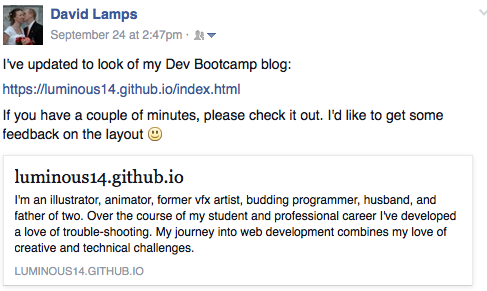 David Lamps
September 24 at 2:47pm ·
I've updated to look of my Dev Bootcamp blog:
https://luminous14.github.io/index.html
If you have a couple of minutes, please check it out. I'd like to get some
feedback on the layout 🙂
luminous14.github.io
I'm an illustrator, animator, former vfx artist, budding programmer, husband, and
father of two. Over the course of my student and professional career I've developed
a love of trouble-shooting. My journey into web development combines my love of
creative and technical challenges.
LUMINOUS14.GITHUB.IO